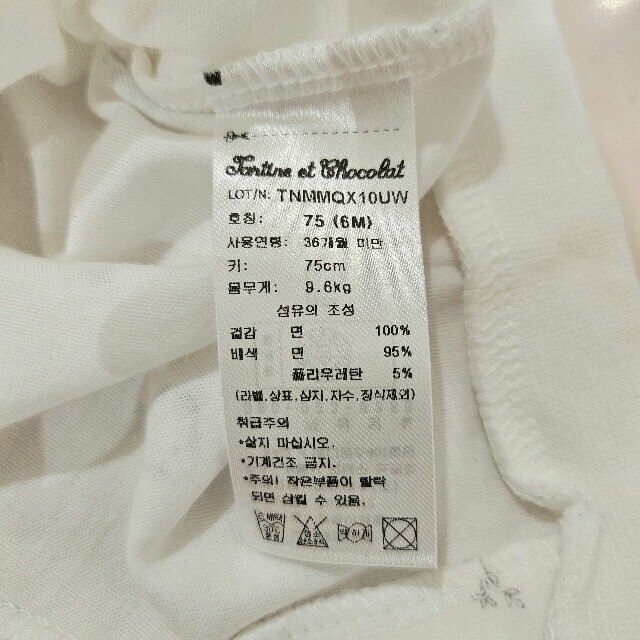 Tartine et Chocolat
LOT/N: TNMMQX10UW
호칭: 75 (6M)
사용연령: 36개월 미만
키: 75cm
몸무게: 9.6kg
섬유의 조성
겉감 면 100%
배색 면 95%
폴리우레탄 5%
(라벨,상표,심지,자수,장식제외)
취급주의
*삶지 마십시오.
*기계건조 금지.
*주의! 작은부품이 탈락
되면 삼킬 수 있음.